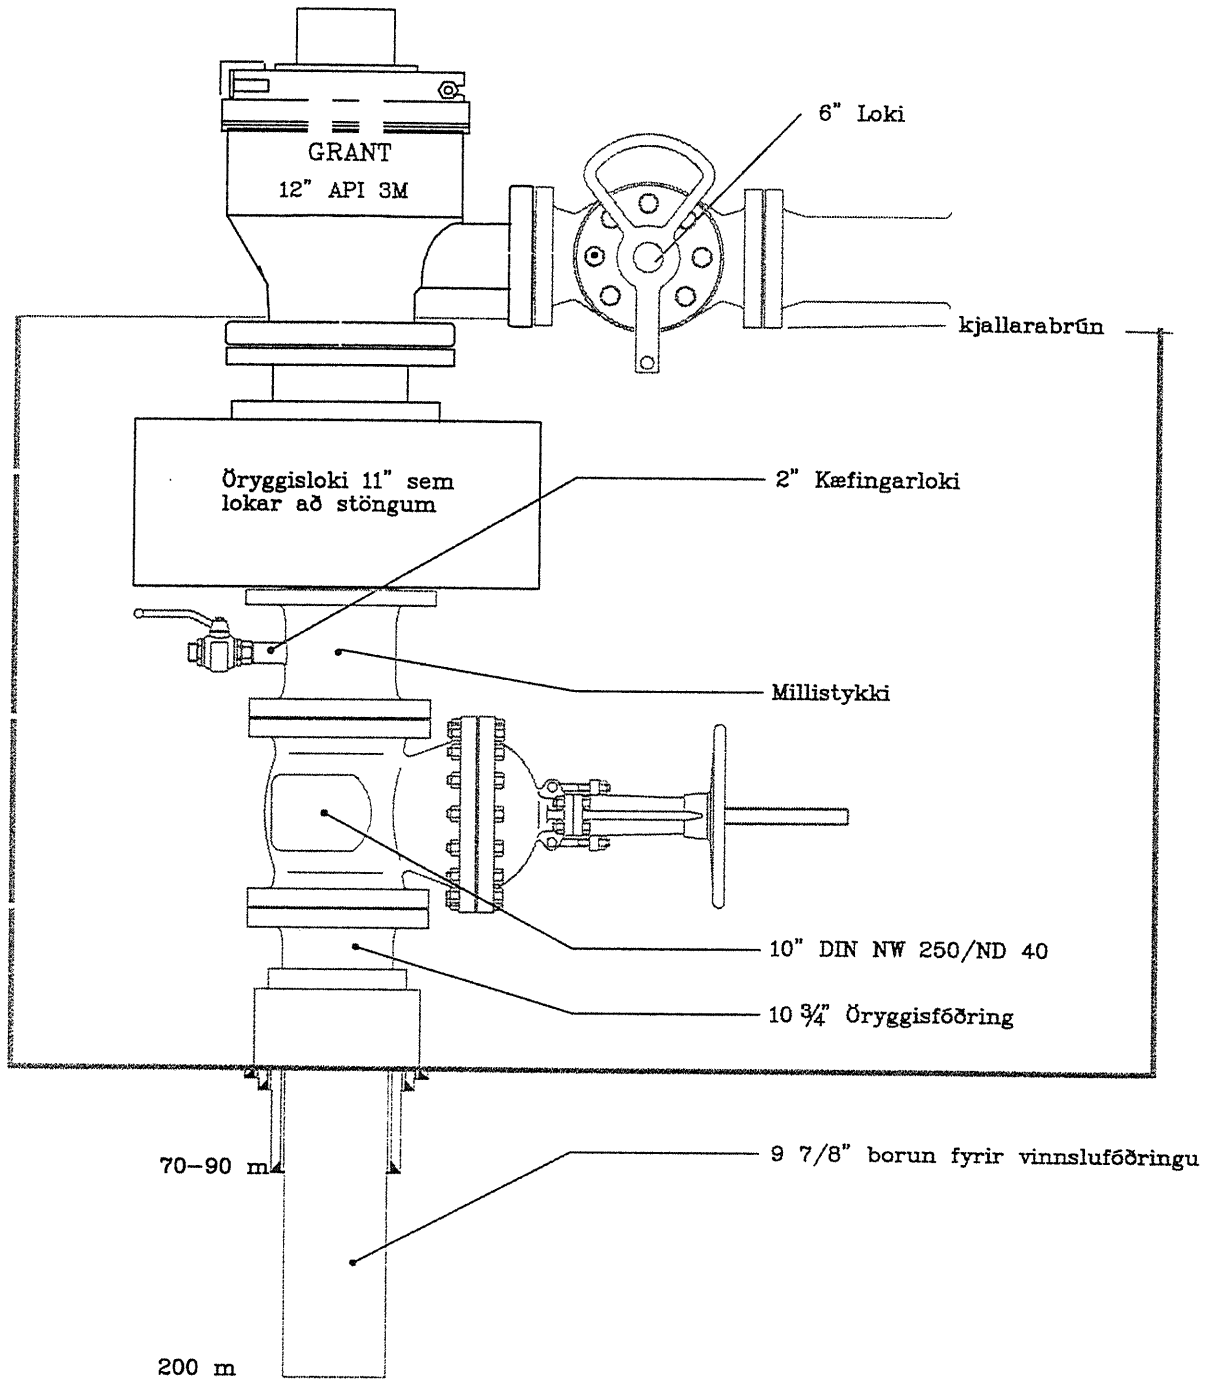 6" Loki
GRANT
12" API 3M
kjallarabrún
Öryggisloki 11" sem
lokar að stöngum
2" Kæfingarloki
Millistykki
10" DIN NW 250/ND 40
10 3/4" Öryggisfóðring
70-90 m
9 7/8" borun fyrir vinnslufóðringu
200 m